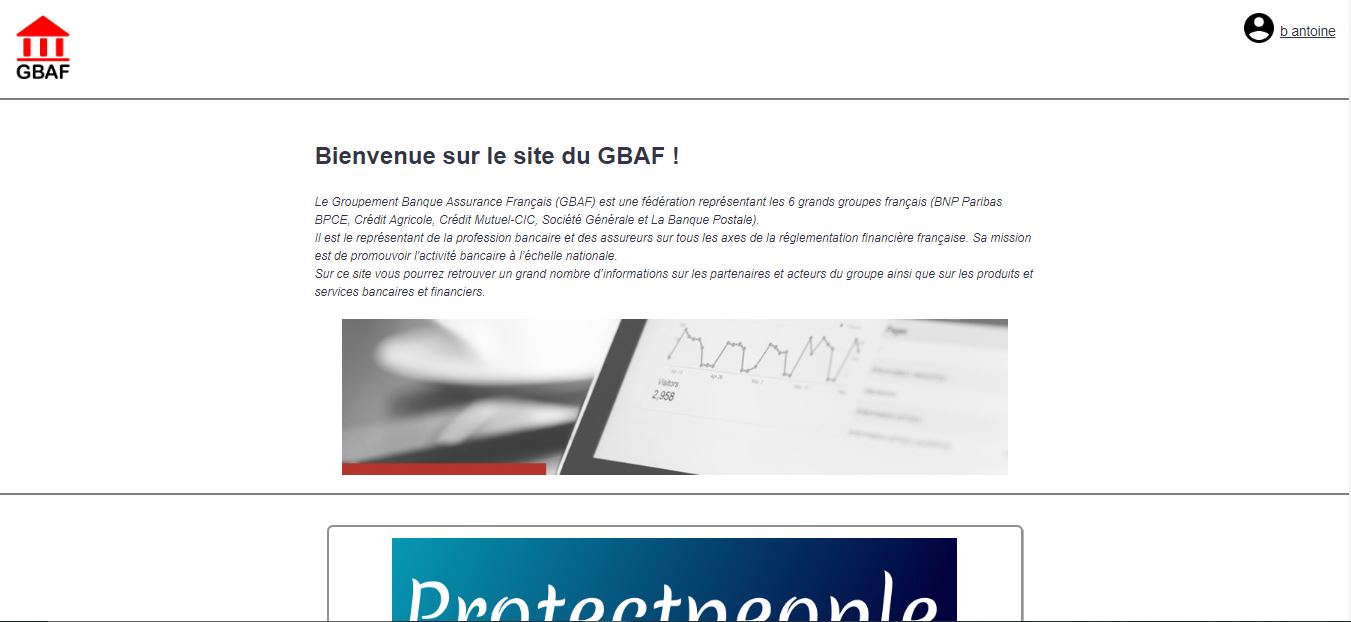 GBAF
b antoine
Bienvenue sur le site du GBAF !
Le Groupement Banque Assurance Français (GBAF) est une fédération représentant les 6 grands groupes français (BNP Paribas
BPCE, Crédit Agricole, Crédit Mutuel-CIC, Société Générale et La Banque Postale).
Il est le représentant de la profession bancaire et des assureurs sur tous les axes de la réglementation financière française. Sa mission
est de promouvoir l'activité bancaire à l'échelle nationale.
Sur ce site vous pourrez retrouver un grand nombre d'informations sur les partenaires et acteurs du groupe ainsi que sur les produits et
services bancaires et financiers.
Pages
Visitors
2,958
Protectpeople